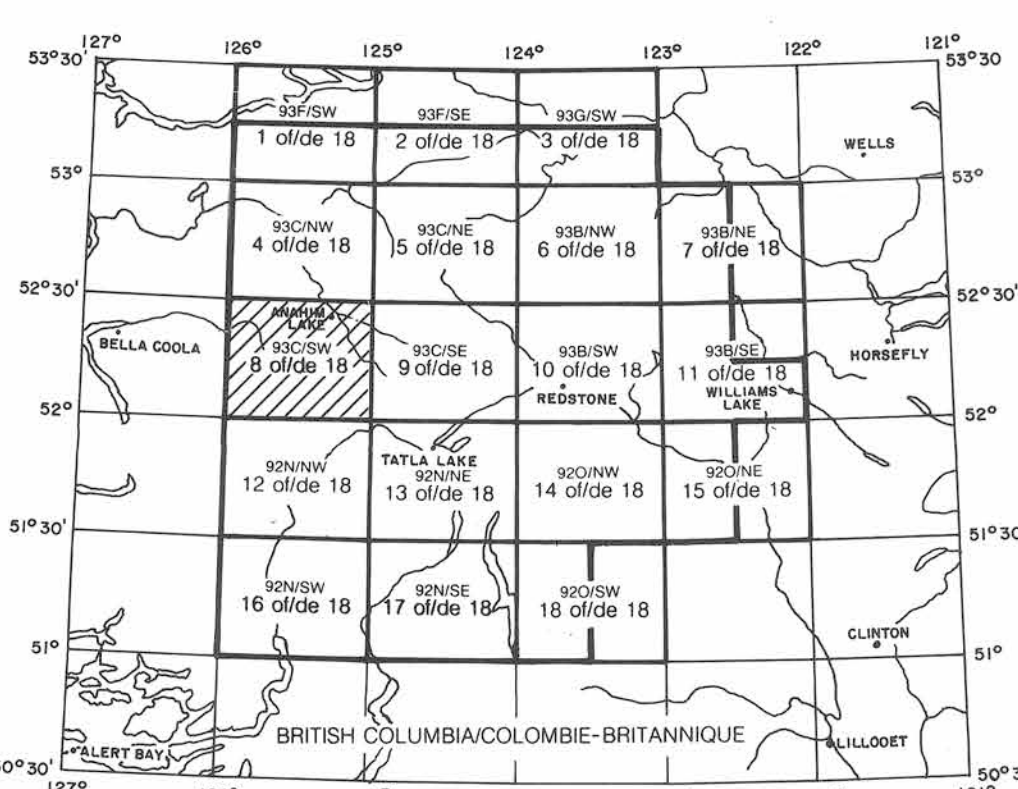 127° 126° 125° 124° 123° 122° 121°
53°30' 53°30
93F/SW 93F/SE 93G/SW
1 of/de 18 2 of/de 18 3 of/de 18
WELLS
53° 53°
93C/NW 93C/NE 93B/NW 93B/NE
4 of/de 18 5 of/de 18 6 of/de 18 7 of/de 18
52°30' 52°30'
ANAHIM
LAKE
BELLA COOLA
93C/SW 93C/SE 93B/SW 93B/SE
8 of/de 18 9 of/de 18 10 of/de 18 11 of/de 18
HORSEFLY
REDSTONE
WILLIAMS
LAKE
52° 52°
TATLA LAKE
92N/NW 92N/NE 92O/NW 92O/NE
12 of/de 18 13 of/de 18 14 of/de 18 15 of/de 18
51°30' 51°30
92N/SW 92N/SE 92O/SW
16 of/de 18 17 of/de 18 18 of/de 18
CLINTON
51° 51°
BRITISH COLUMBIA/COLOMBIE-BRITANNIQUE
ALERT BAY
LILLOOET
50°30' 50°3
127°